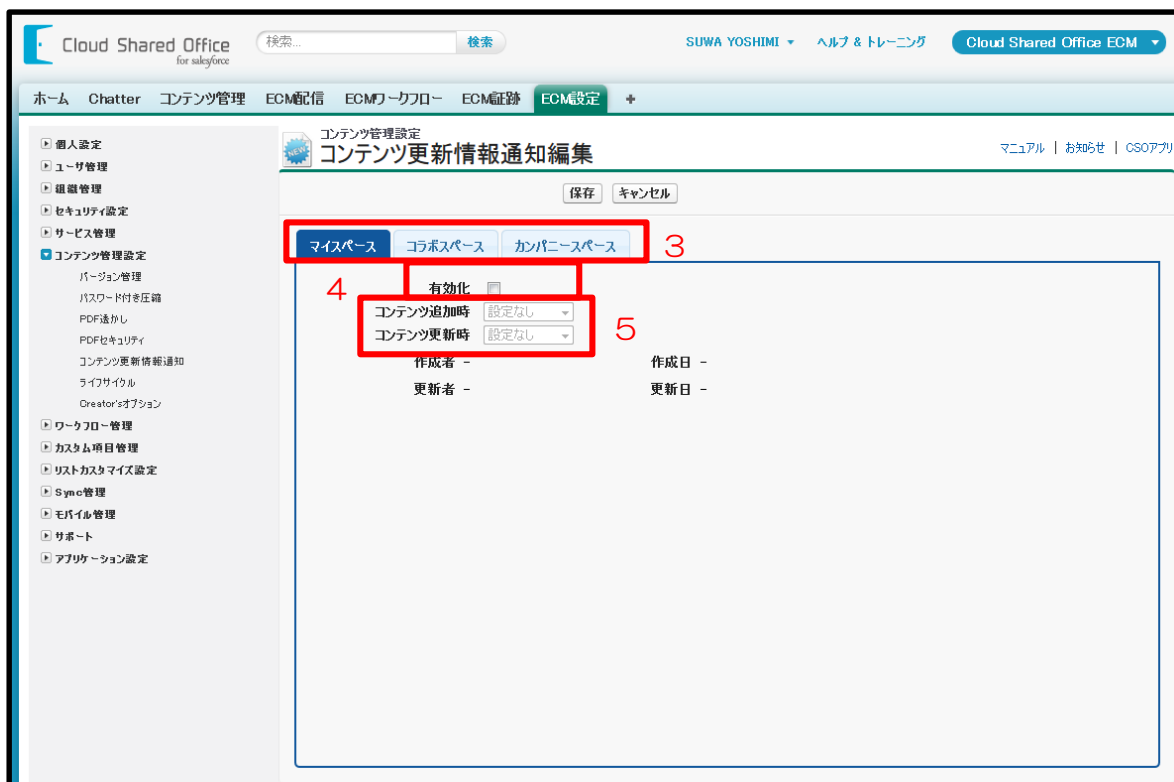 Cloud Shared Office
for salesforce
検索...
検索
SUWA YOSHIMI
ヘルプ & トレーニング
Cloud Shared Office ECM
ホーム Chatter コンテンツ管理 ECM配信 ECMワークフロー ECM証跡 ECM設定 +
個人設定
ユーザ管理
組織管理
セキュリティ設定
サービス管理
コンテンツ管理設定
バージョン管理
パスワード付き圧縮
PDF透かし
PDFセキュリティ
コンテンツ更新情報通知
ライフサイクル
Creator'sオプション
ワークフロー管理
カスタム項目管理
リストカスタマイズ設定
Sync管理
モバイル管理
サポート
アプリケーション設定
NEW
コンテンツ管理設定
コンテンツ更新情報通知編集
マニュアル | お知らせ | CSOアプリ
保存 キャンセル
マイスペース コラボスペース カンパニースペース 3
4 有効化
コンテンツ追加時 設定なし
コンテンツ更新時 設定なし
5
作成者 - 作成日 -
更新者 - 更新日 -